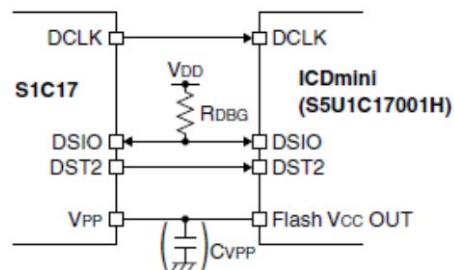 DCLK
DCLK
VDD
S1C17
ICDmini
(S5U1C17001H)
RDBG
DSIO
DSIO
DST2
DST2
VPP
Flash VCC OUT
CVPP